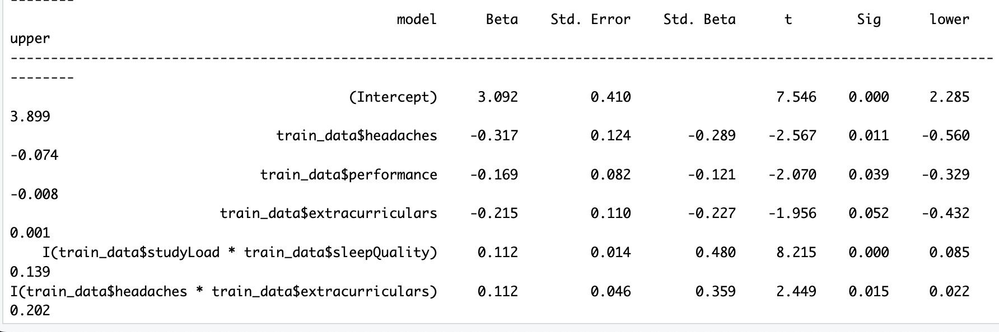 --------
model Beta Std. Error Std. Beta t Sig lower
upper
--------------------------------------------------------------------------------------------------------------------------
--------
(Intercept) 3.092 0.410 7.546 0.000 2.285
3.899
train_data$headaches -0.317 0.124 -0.289 -2.567 0.011 -0.560
-0.074
train_data$performance -0.169 0.082 -0.121 -2.070 0.039 -0.329
-0.008
train_data$extracurriculars -0.215 0.110 -0.227 -1.956 0.052 -0.432
0.001
I(train_data$studyLoad * train_data$sleepQuality) 0.112 0.014 0.480 8.215 0.000 0.085
0.139
I(train_data$headaches * train_data$extracurriculars) 0.112 0.046 0.359 2.449 0.015 0.022
0.202